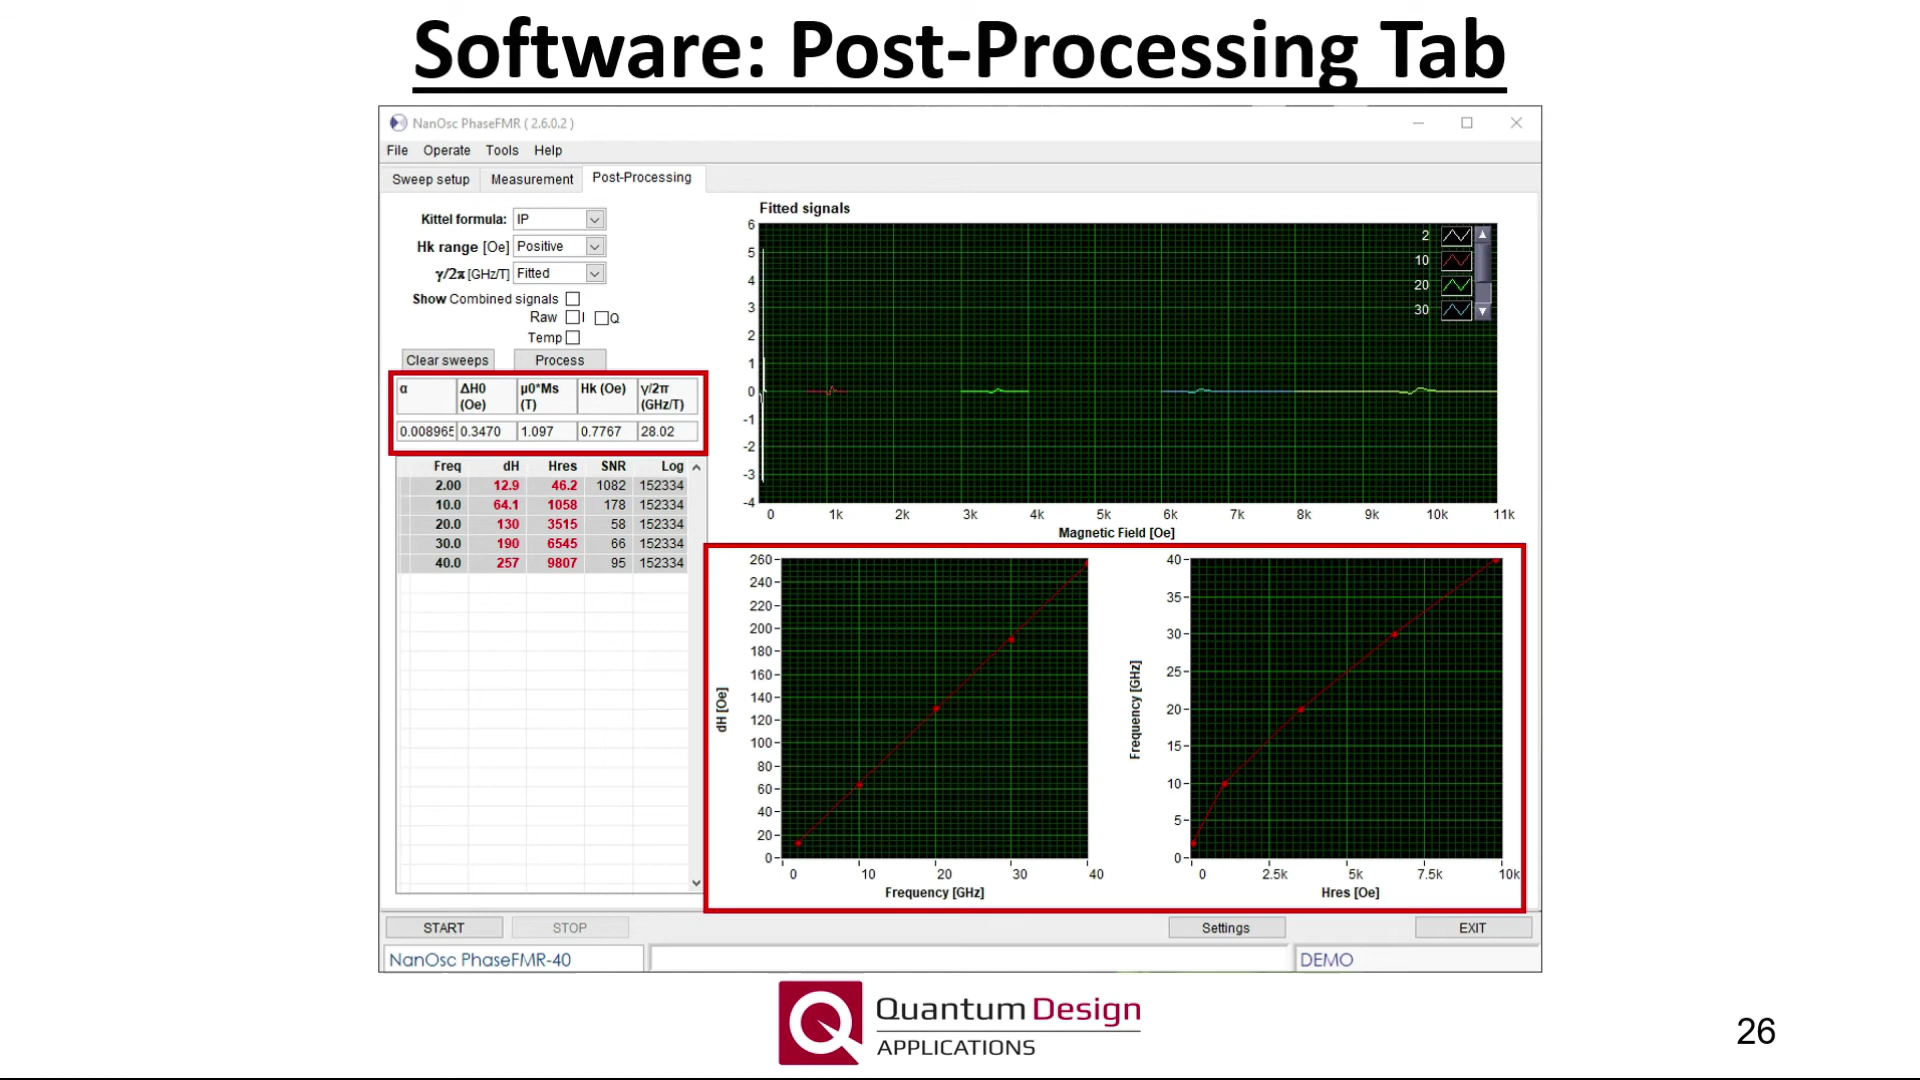 Software: Post-Processing Tab
NanOsc PhaseFMR ( 2.6.0.2 )
File Operate Tools Help
Sweep setup Measurement Post-Processing
Kittel formula: IP
Hk range [Oe] Positive
γ/2π [GHz/T] Fitted
Show Combined signals
Raw I Q
Temp
Clear sweeps Process
α ΔH0 (Oe) μ0*Ms (T) Hk (Oe) γ/2π (GHz/T)
0.008965 0.3470 1.097 0.7767 28.02
Freq dH Hres SNR Log
2.00 12.9 46.2 1082 152334
10.0 64.1 1058 178 152334
20.0 130 3515 58 152334
30.0 190 6545 66 152334
40.0 257 9807 95 152334
Fitted signals
6
5
4
3
2
1
0
-1
-2
-3
-4
2
10
20
30
0 1k 2k 3k 4k 5k 6k 7k 8k 9k 10k 11k
Magnetic Field [Oe]
260
240
220
200
180
160
140
120
100
80
60
40
20
0
dH [Oe]
0 10 20 30 40
Frequency [GHz]
40
35
30
25
20
15
10
5
0
Frequency [GHz]
0 2.5k 5k 7.5k 10k
Hres [Oe]
START STOP Settings EXIT
NanOsc PhaseFMR-40 DEMO
Quantum Design
APPLICATIONS
26